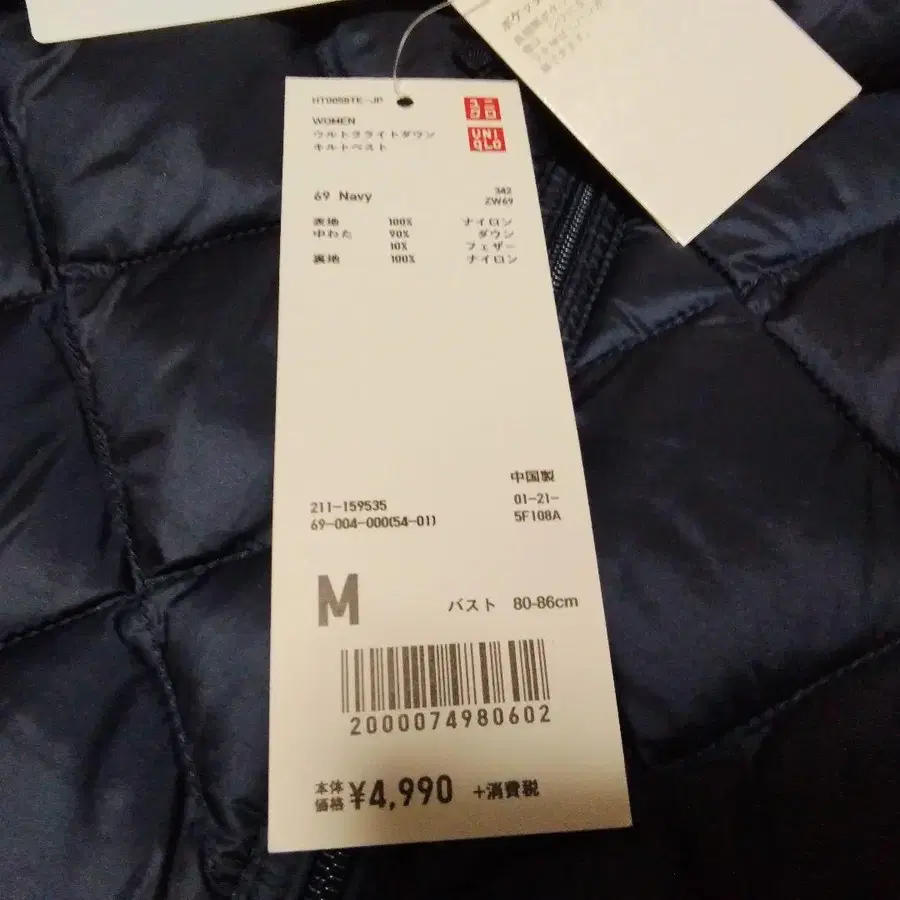 HT0058TE-JP
WOMEN
ウルトラライトダウン
キルトベスト
ユニ
クロ
UNI
QLO
69 Navy
342
ZW69
表地 100% ナイロン
中わた 90% ダウン
10% フェザー
裏地 100% ナイロン
中国製
211-159535
69-004-000(54-01)
01-21-
5F108A
M
バスト 80-86cm
2000074980602
本体
価格 ¥4,990 +消費税